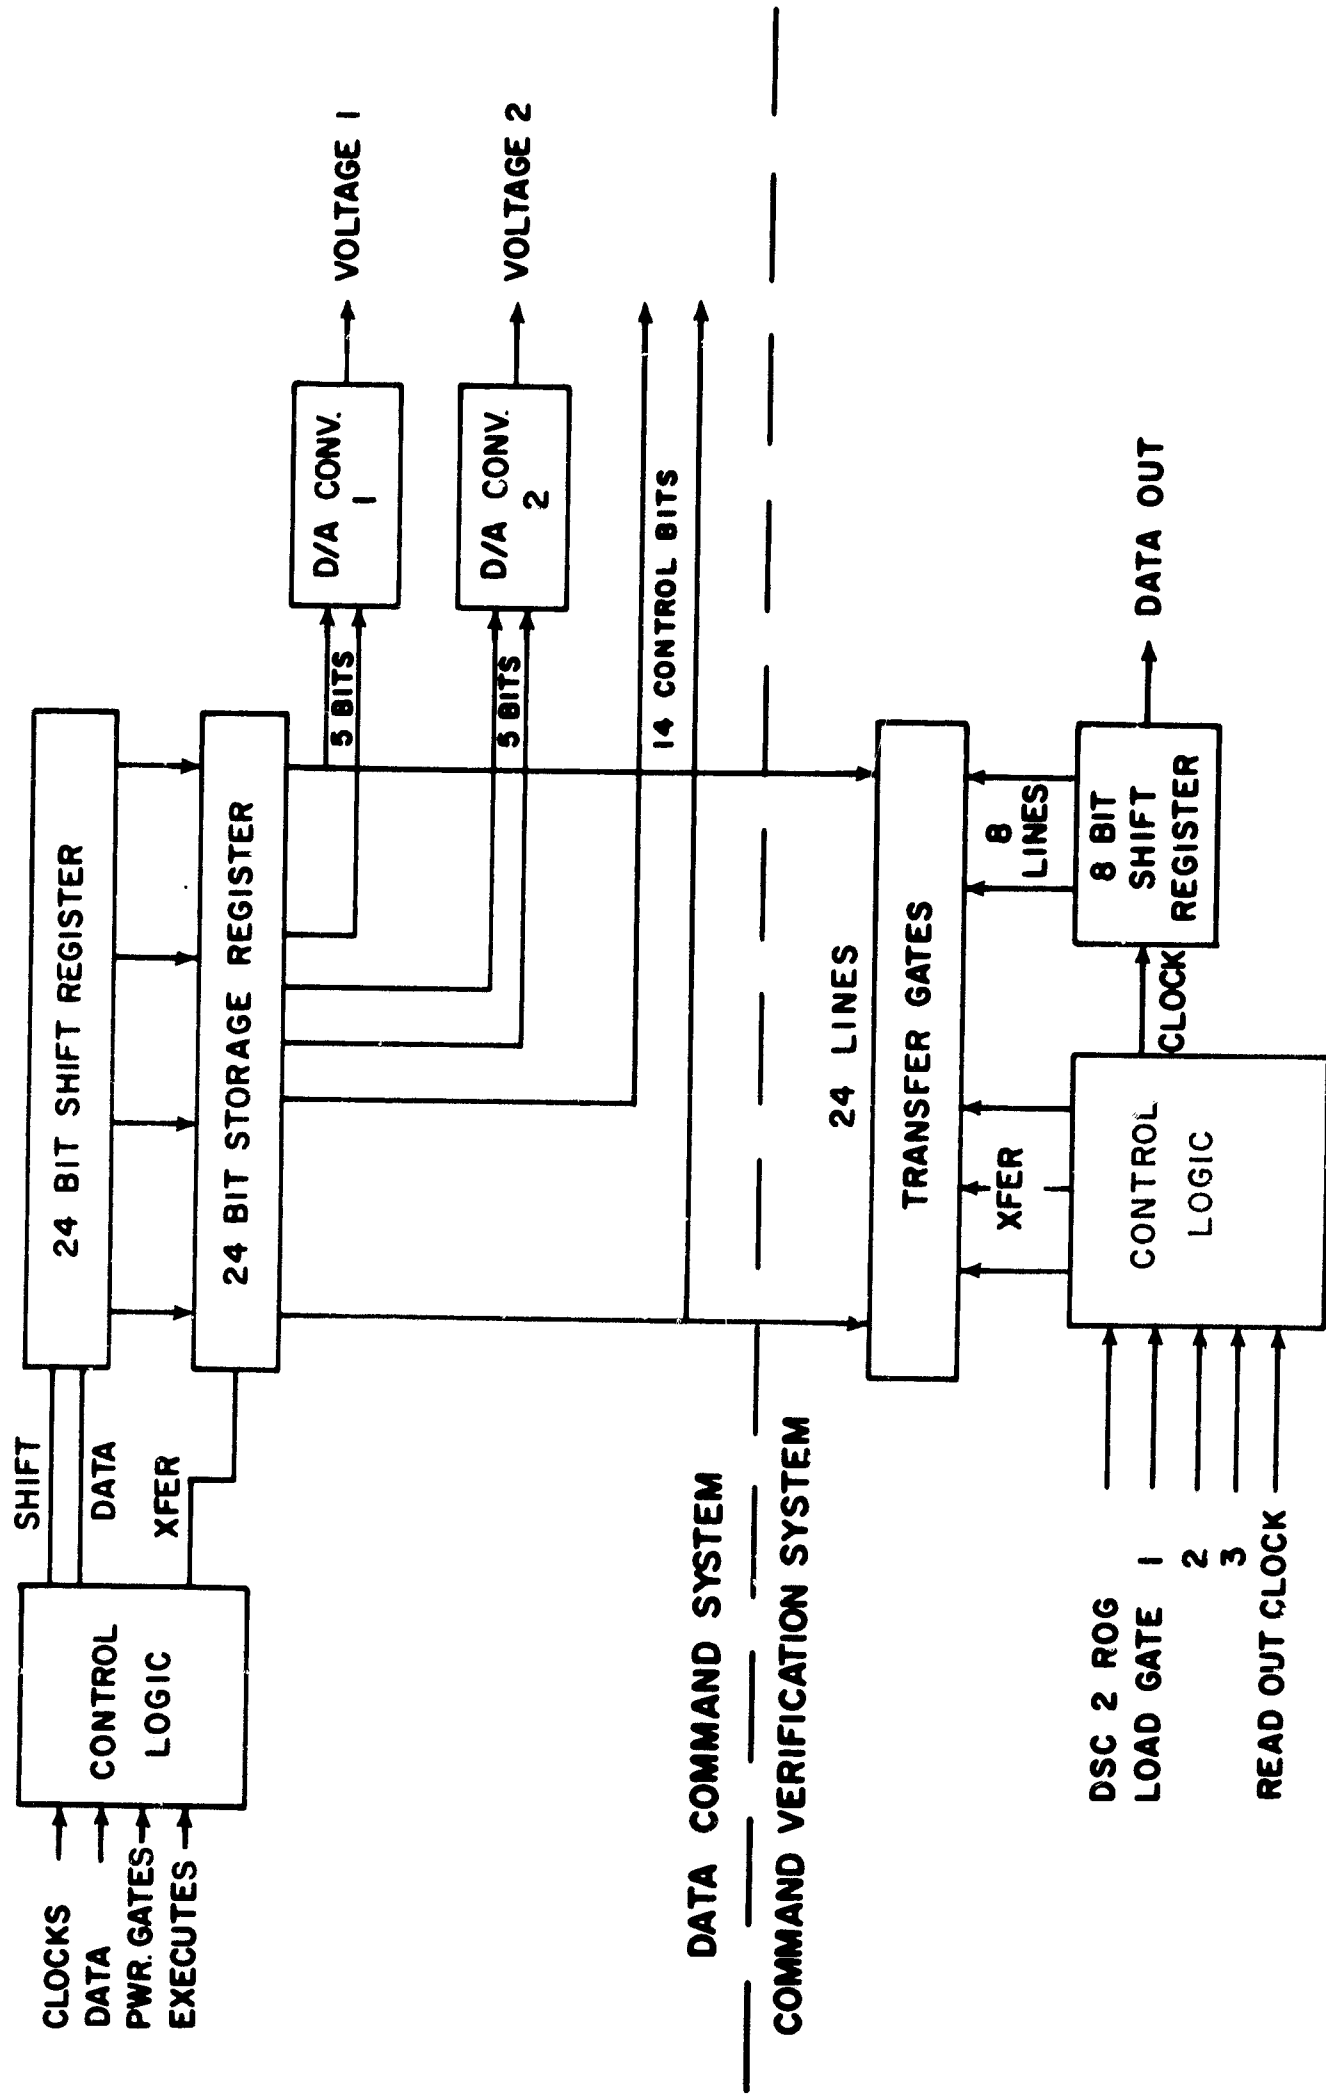 CLOCKS
DATA
PWR. GATES
EXECUTES
CONTROL
LOGIC
SHIFT
DATA
XFER
24 BIT SHIFT REGISTER
24 BIT STORAGE REGISTER
5 BITS
D/A CONV.
1
VOLTAGE 1
5 BITS
D/A CONV.
2
VOLTAGE 2
14 CONTROL BITS
DATA COMMAND SYSTEM
COMMAND VERIFICATION SYSTEM
24 LINES
TRANSFER GATES
XFER
8
LINES
DSC 2 ROG
LOAD GATE 1
2
3
READ OUT CLOCK
CONTROL
LOGIC
CLOCK
8 BIT
SHIFT
REGISTER
DATA OUT